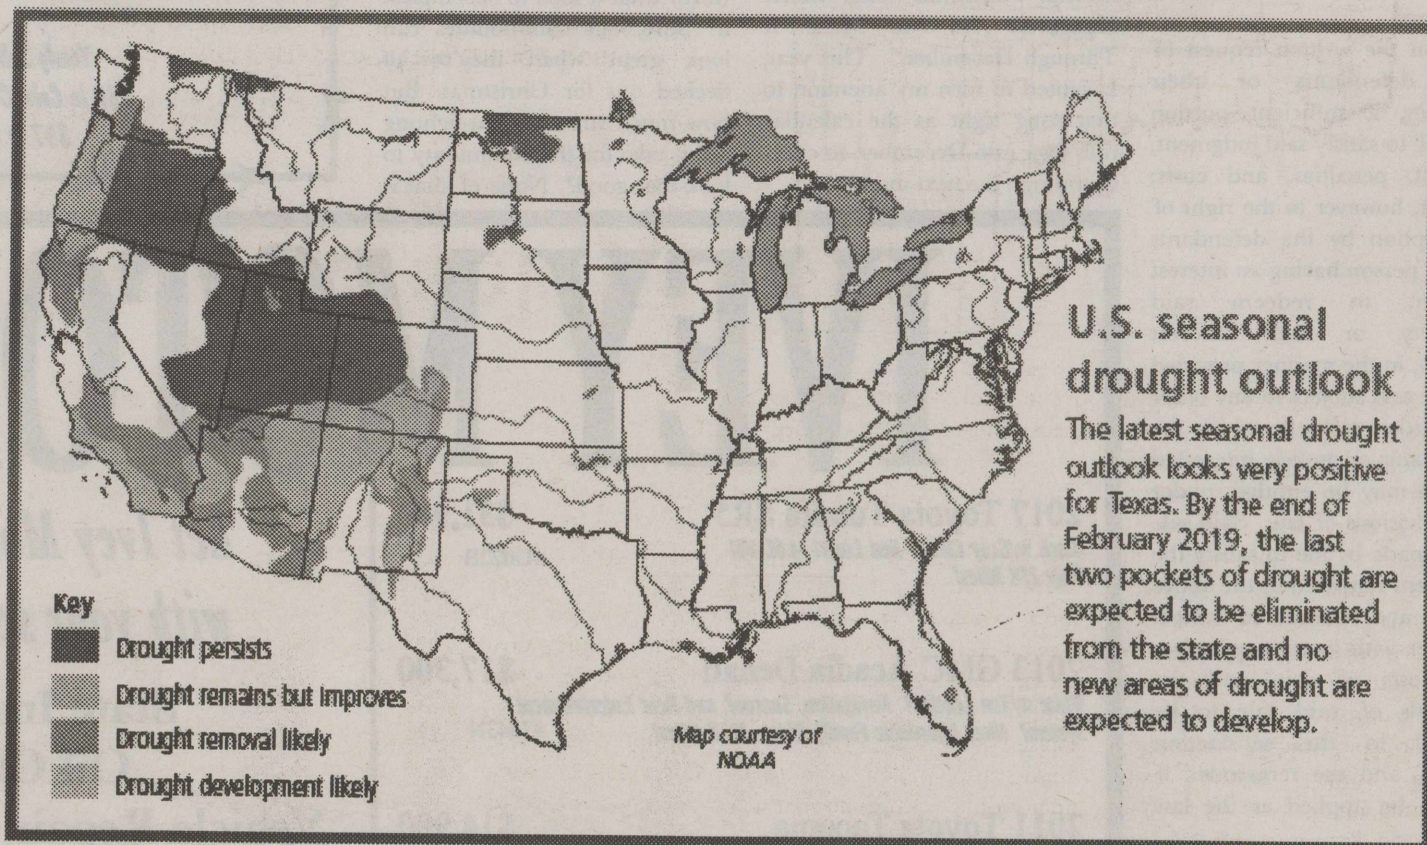 U.S. seasonal
drought outlook
The latest seasonal drought
outlook looks very positive
for Texas. By the end of
February 2019, the last
two pockets of drought are
expected to be eliminated
from the state and no
new areas of drought are
expected to develop.
Key
Drought persists
Drought remains but improves
Drought removal likely
Drought development likely
Map courtesy of
NOAA